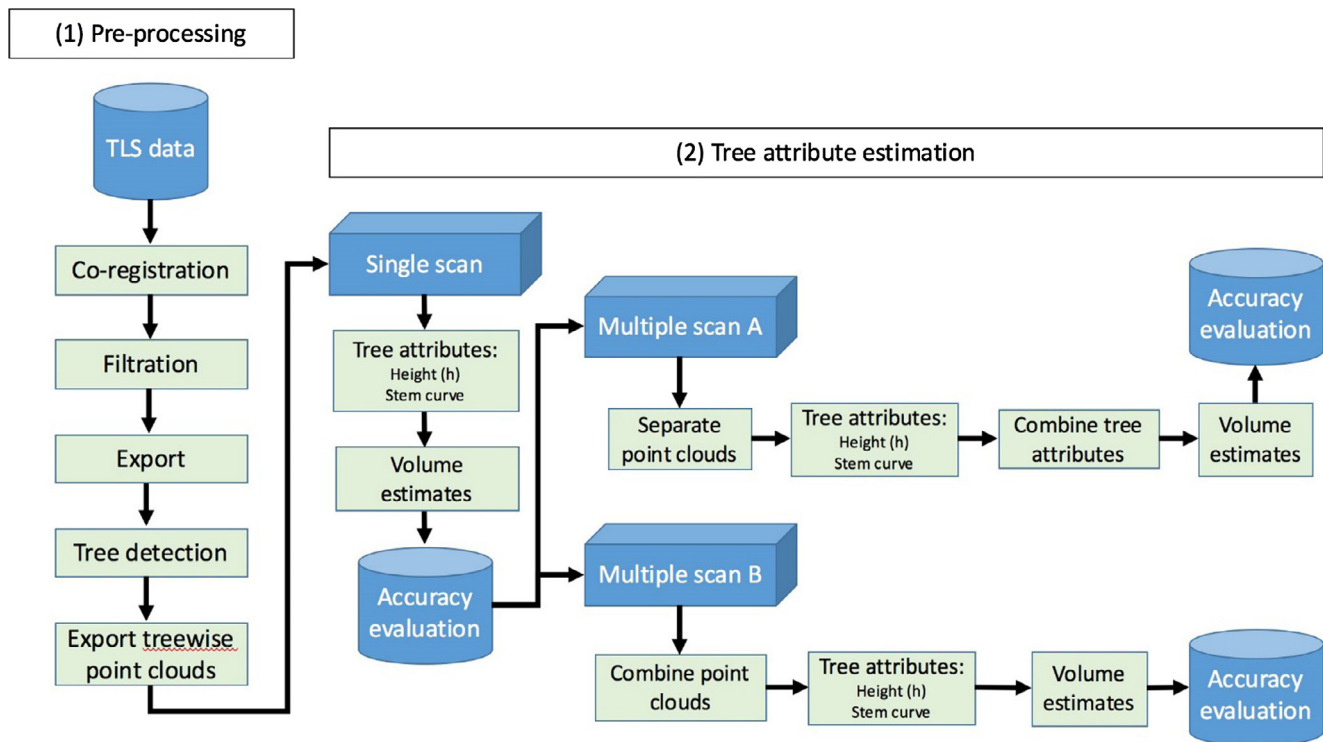 (1) Pre-processing
TLS data
Co-registration
Filtration
Export
Tree detection
Export treewise
point clouds
(2) Tree attribute estimation
Single scan
Tree attributes:
Height (h)
Stem curve
Volume
estimates
Accuracy
evaluation
Multiple scan A
Separate
point clouds
Tree attributes:
Height (h)
Stem curve
Combine tree
attributes
Volume
estimates
Accuracy
evaluation
Multiple scan B
Combine point
clouds
Tree attributes:
Height (h)
Stem curve
Volume
estimates
Accuracy
evaluation